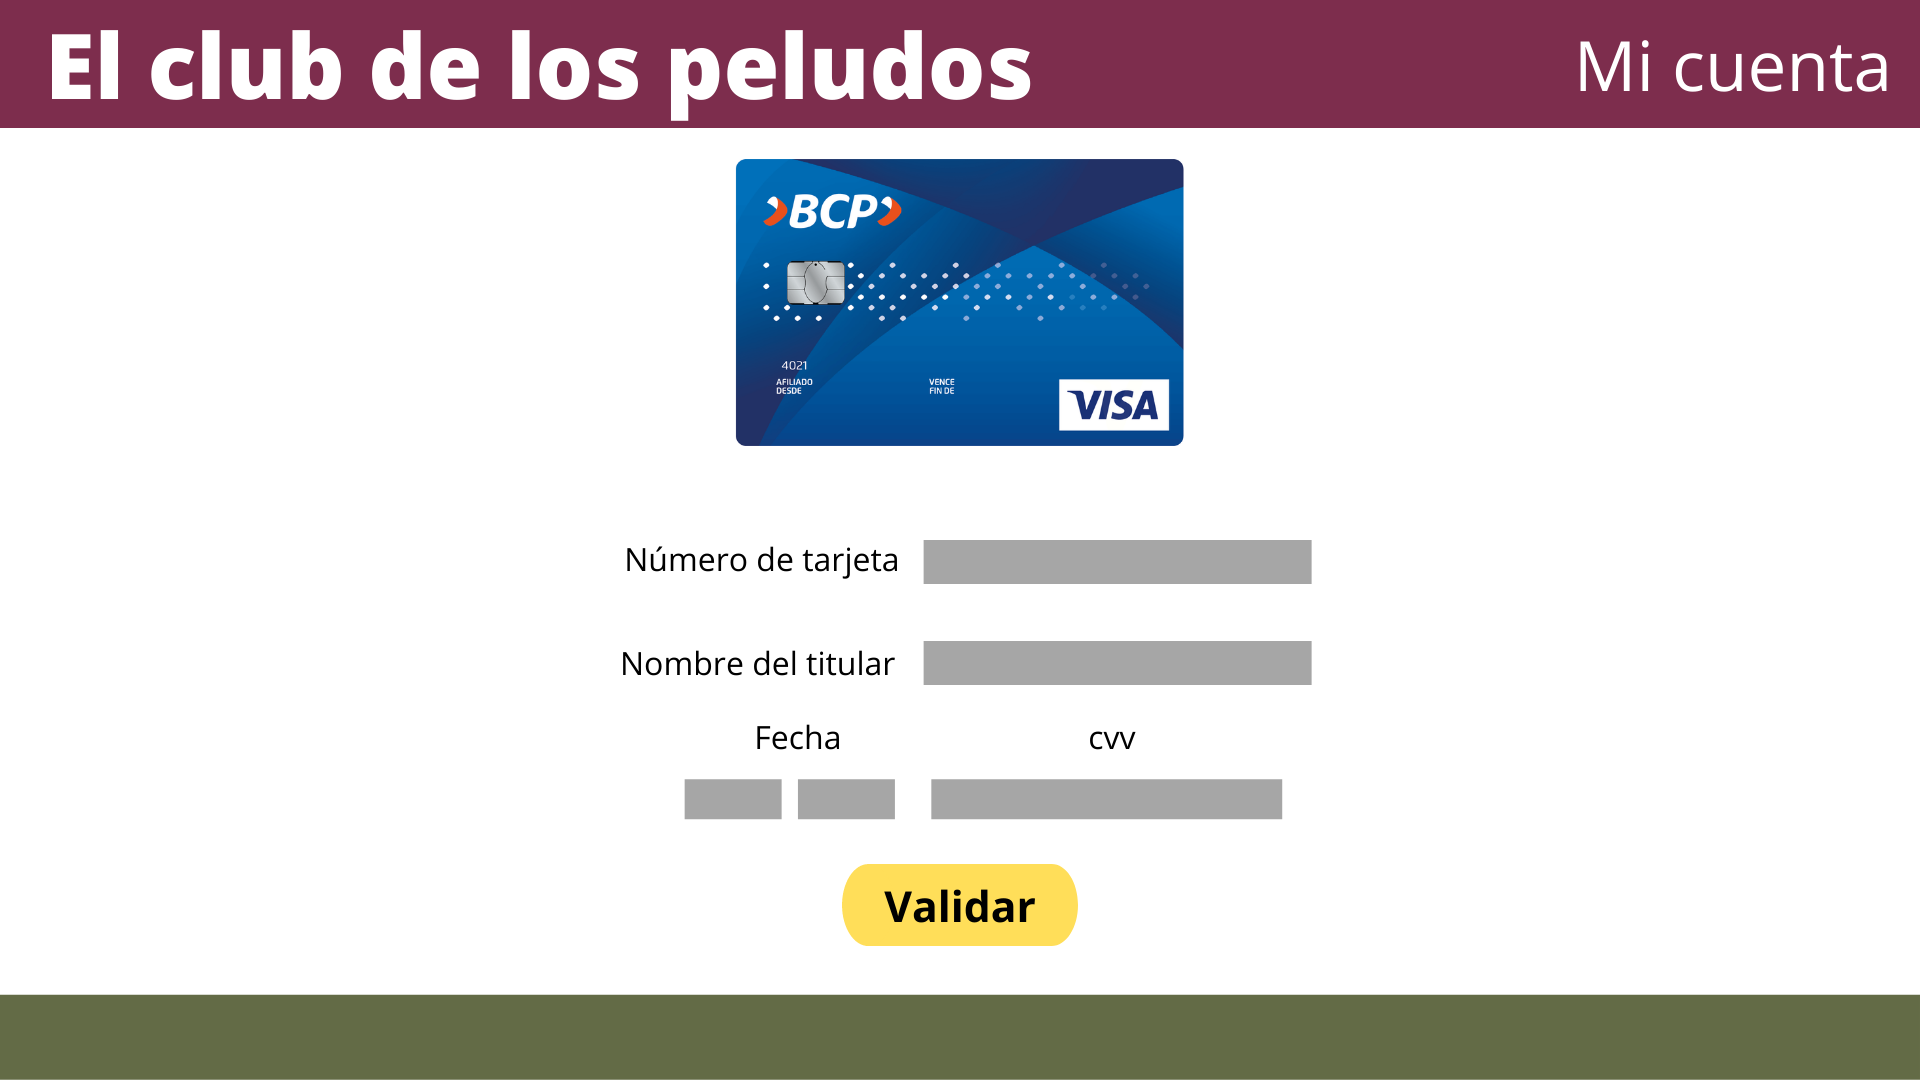 El club de los peludos
Mi cuenta
BCP
4021
AFILIADO
DESDE
VENCE
FIN DE
VISA
Número de tarjeta
Nombre del titular
Fecha
cvv
Validar